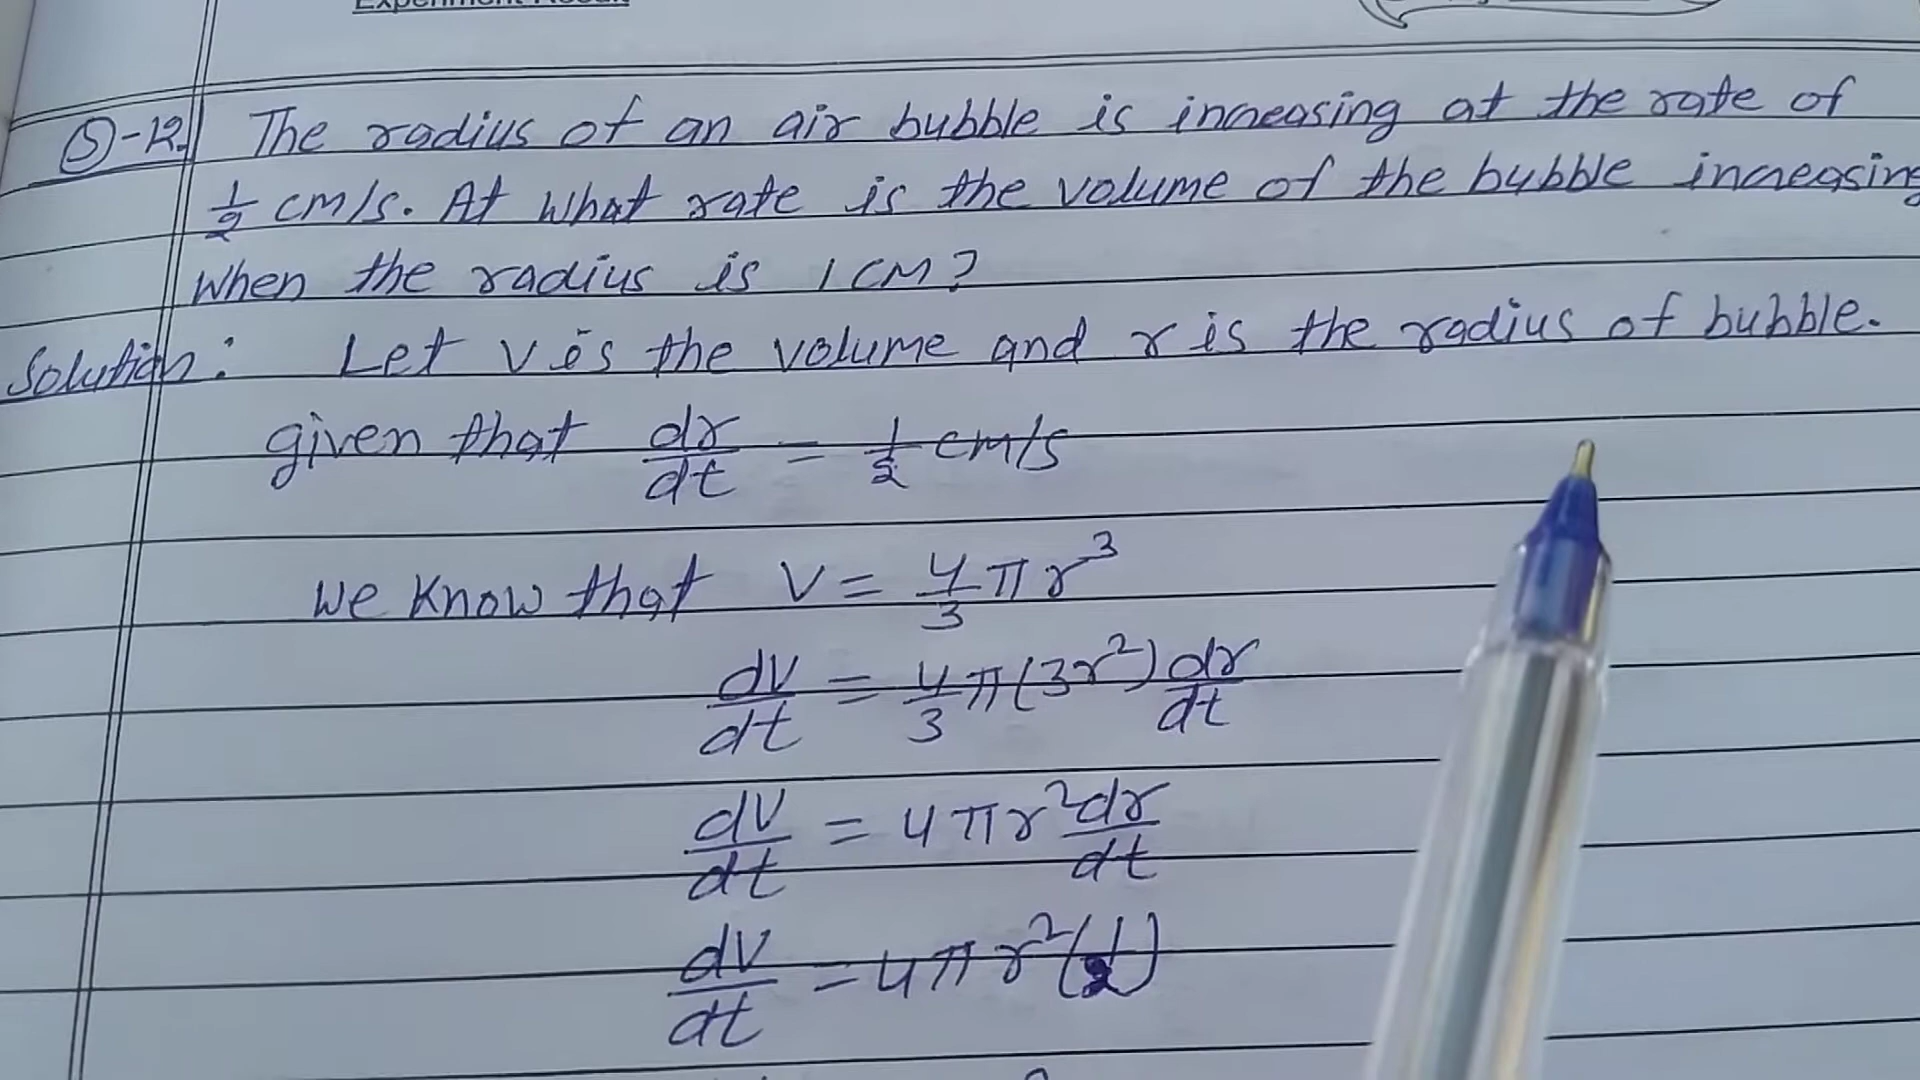 Experiment Result
⑤-12. The radius of an air bubble is increasing at the rate of
1/2 cm/s. At what rate is the volume of the bubble increasing
when the radius is 1 cm?
Solution: Let v is the volume and r is the radius of bubble.
given that dr/dt = 1/2 cm/s
we know that V = 4/3 π r³
dV/dt = 4/3 π(3r²) dr/dt
dV/dt = 4πr² dr/dt
dV/dt = 4πr²(1/2)